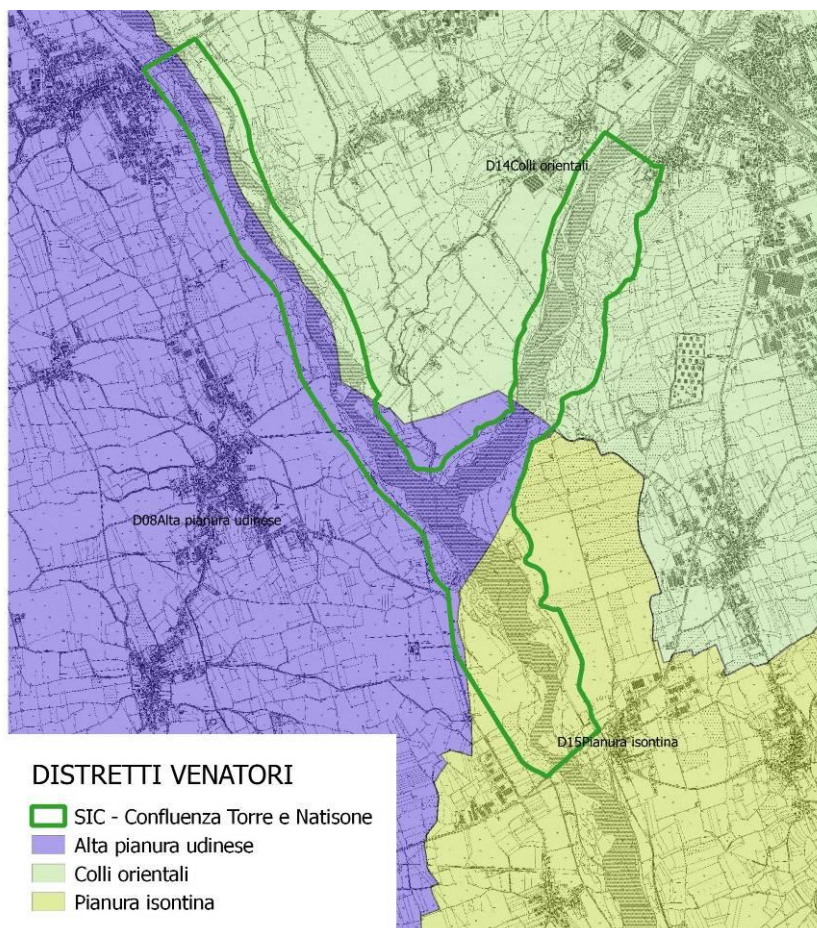 D14Colli orientali
D08Alta pianura udinese
D15Pianura isontina
DISTRETTI VENATORI
SIC - Confluenza Torre e Natisone
Alta pianura udinese
Colli orientali
Pianura isontina